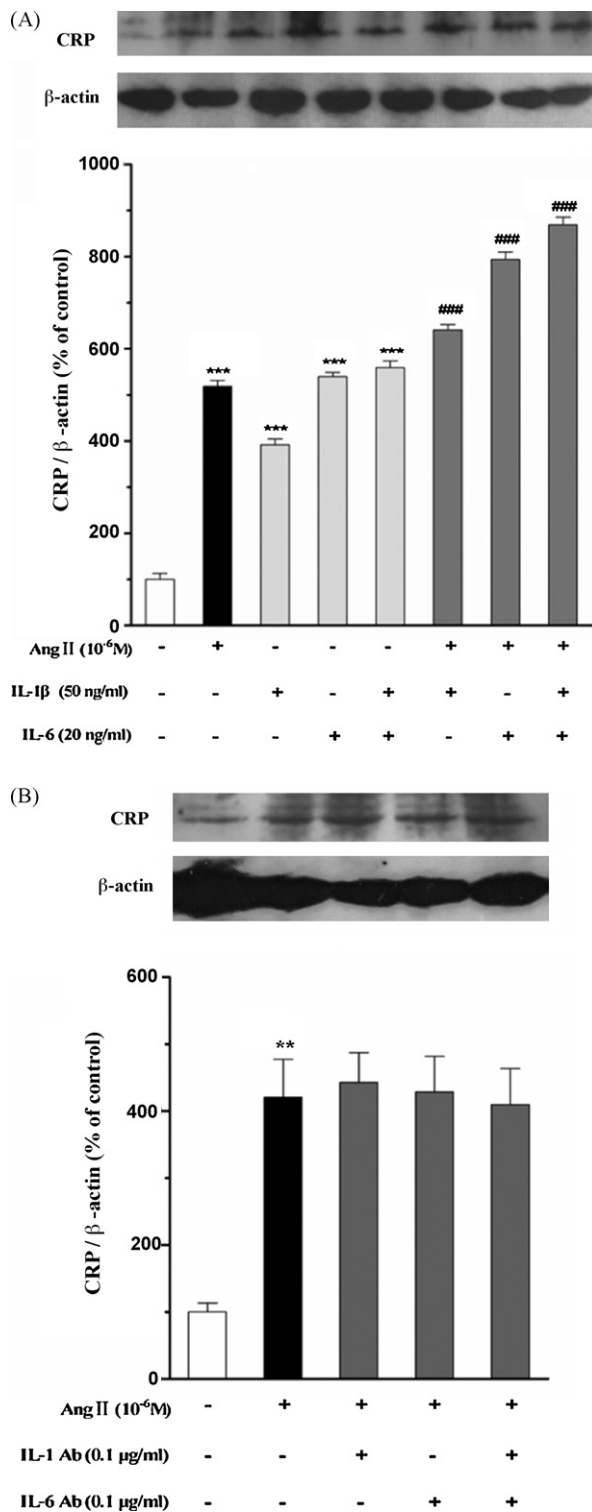 (A)
CRP
β-actin
1000
800
600
400
200
0
CRP / β -actin (% of control)
***
***
***
***
###
###
###
Ang II (10⁻⁶M) - + - - - + + +
IL-1β (50 ng/ml) - - + - + + - +
IL-6 (20 ng/ml) - - - + + - + +
(B)
CRP
β-actin
600
400
200
0
CRP / β -actin (% of control)
**
Ang II (10⁻⁶M) - + + + +
IL-1 Ab (0.1 µg/ml) - - + - +
IL-6 Ab (0.1 µg/ml) - - - + +